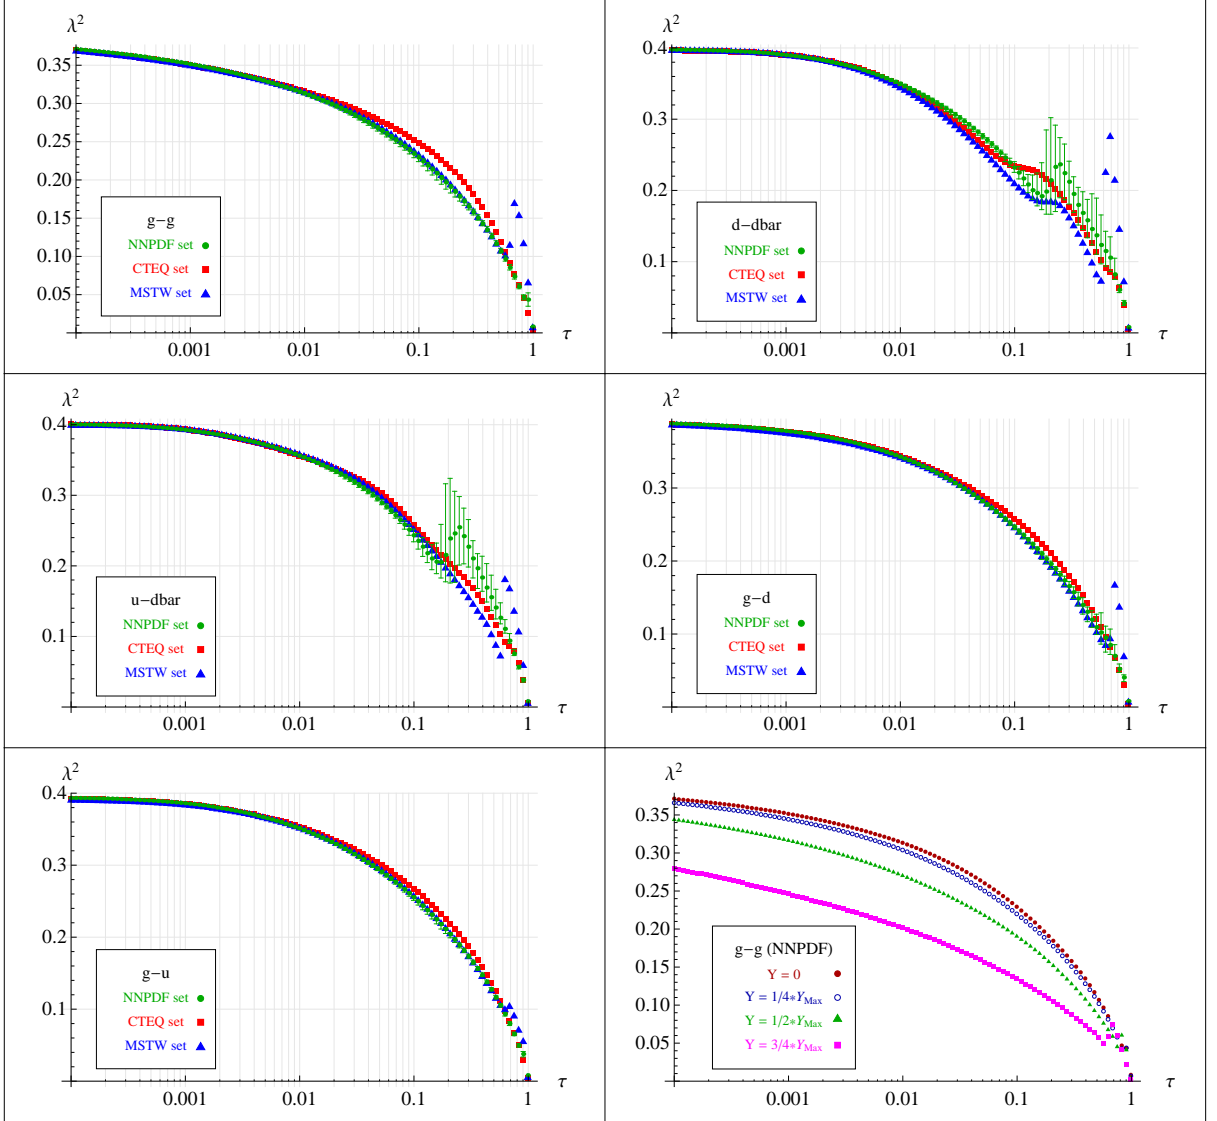 λ²
0.35
0.30
0.25
0.20
0.15
0.10
0.05
g−g
NNPDF set
CTEQ set
MSTW set
0.001 0.01 0.1 1 τ
λ²
0.4
0.3
0.2
0.1
d−dbar
NNPDF set
CTEQ set
MSTW set
0.001 0.01 0.1 1 τ
λ²
0.4
0.3
0.2
0.1
u−dbar
NNPDF set
CTEQ set
MSTW set
0.001 0.01 0.1 1 τ
λ²
0.3
0.2
0.1
g−d
NNPDF set
CTEQ set
MSTW set
0.001 0.01 0.1 1 τ
λ²
0.4
0.3
0.2
0.1
g−u
NNPDF set
CTEQ set
MSTW set
0.001 0.01 0.1 1 τ
λ²
0.35
0.30
0.25
0.20
0.15
0.10
0.05
g−g (NNPDF)
Y = 0
Y = 1/4*Y_Max
Y = 1/2*Y_Max
Y = 3/4*Y_Max
0.001 0.01 0.1 1 τ